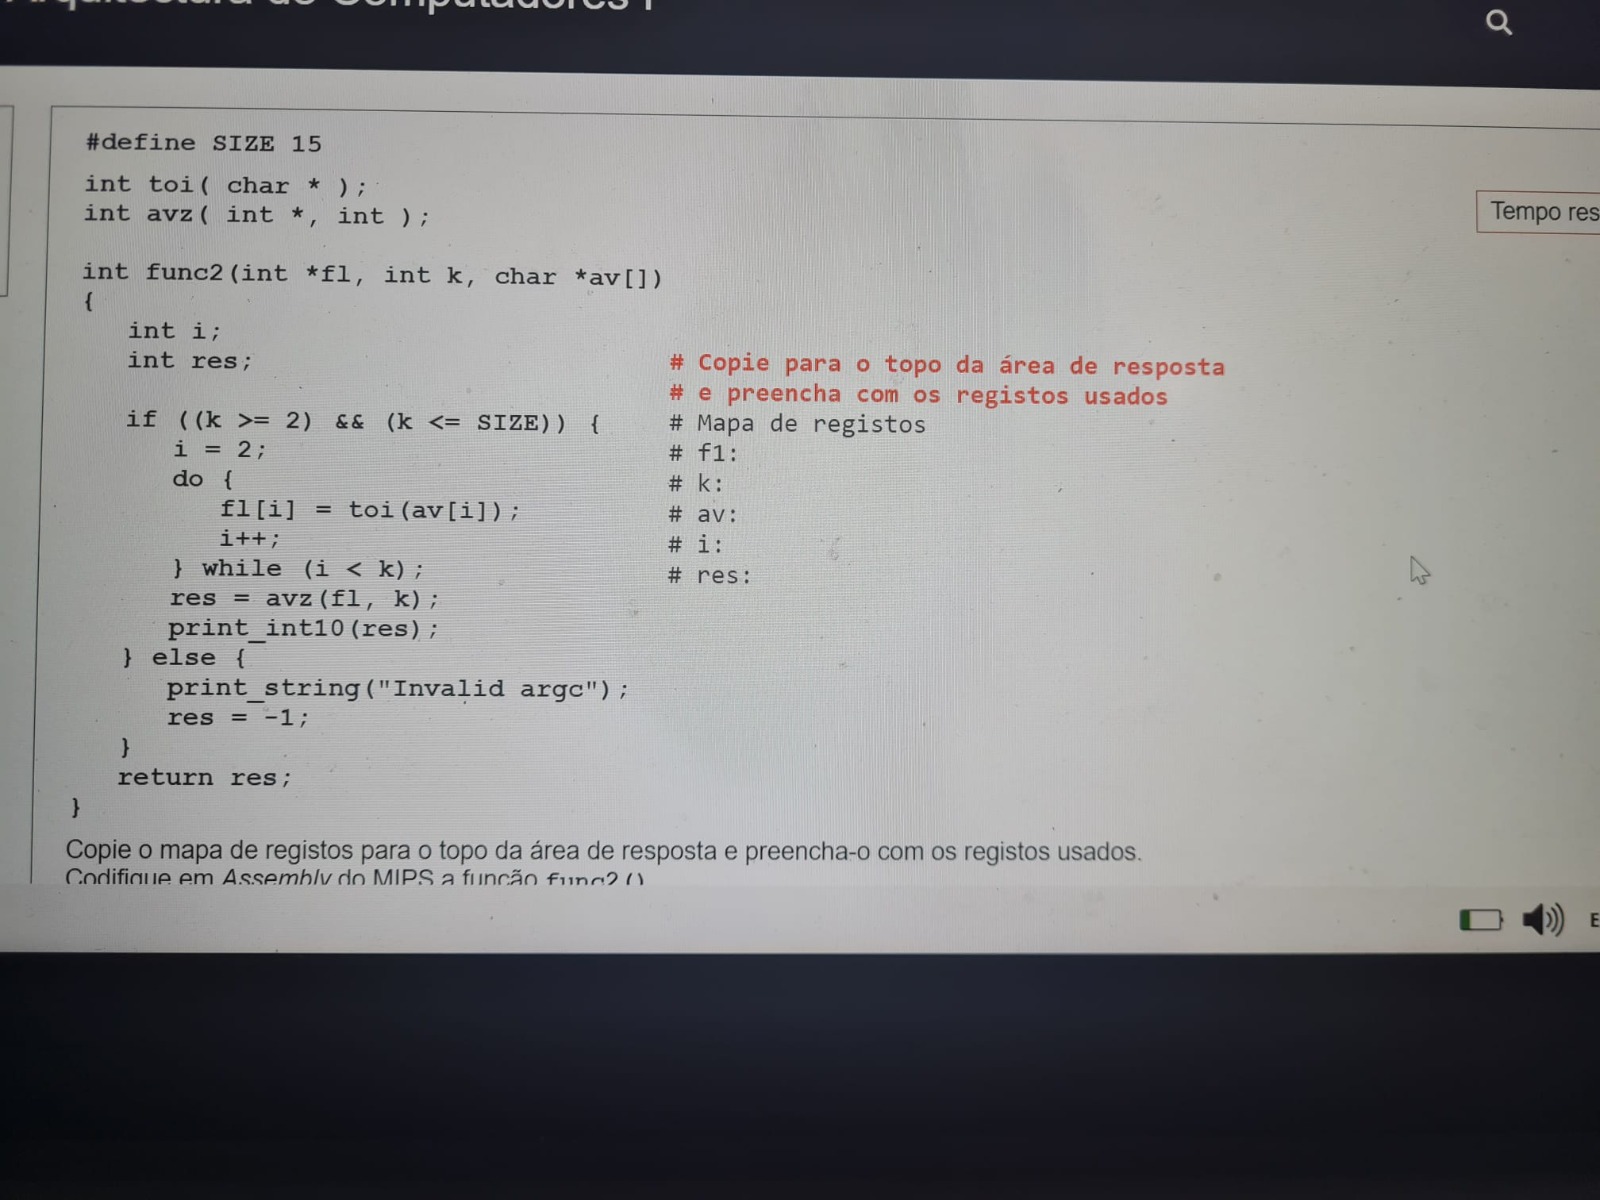 Arquitectura de Computadores I
#define SIZE 15
int toi( char * );
int avz( int *, int );
Tempo res
int func2(int *fl, int k, char *av[])
{
int i;
int res;
# Copie para o topo da área de resposta
# e preencha com os registos usados
if ((k >= 2) && (k <= SIZE)) {
# Mapa de registos
i = 2;
# f1:
do {
# k:
fl[i] = toi(av[i]);
# av:
i++;
# i:
} while (i < k);
# res:
res = avz(fl, k);
print_int10(res);
} else {
print_string("Invalid argc");
res = -1;
}
return res;
}
Copie o mapa de registos para o topo da área de resposta e preencha-o com os registos usados.
Codifique em Assembly do MIPS a função func2()
E